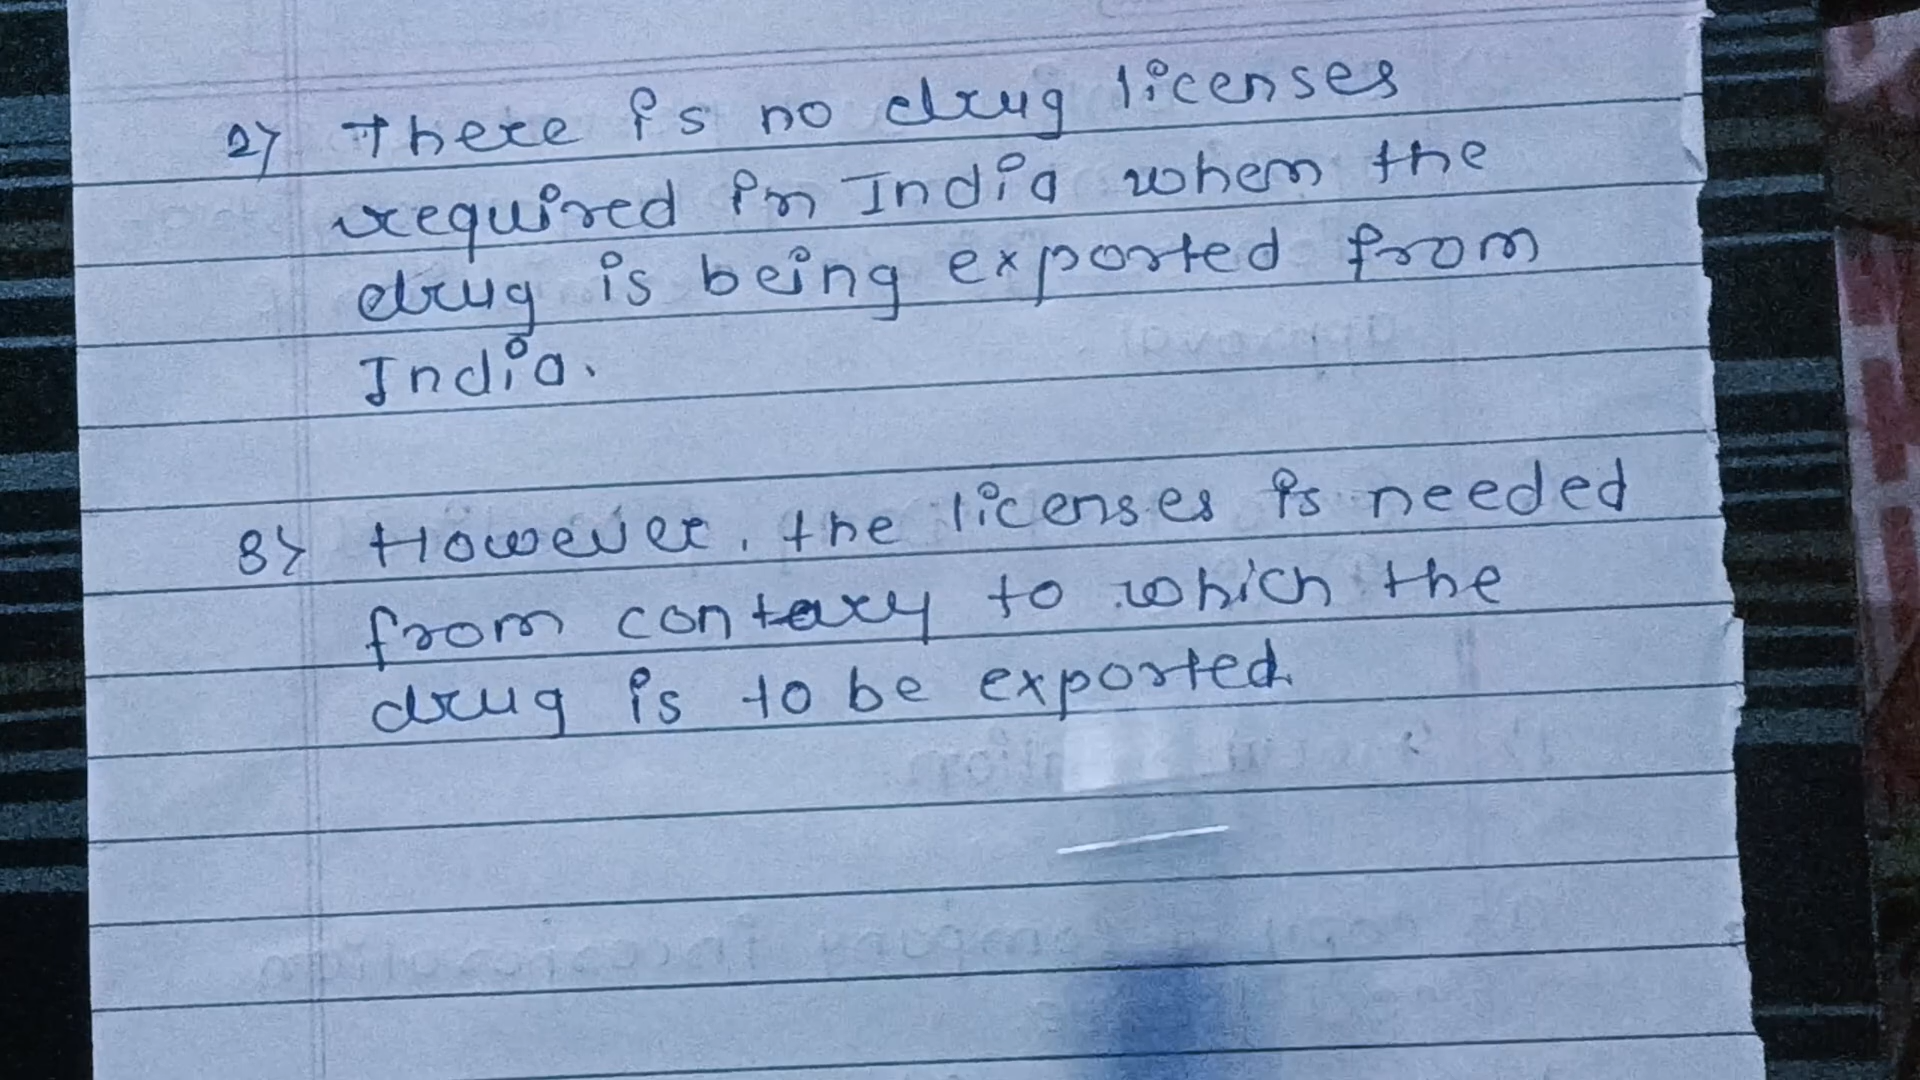 2) There is no drug licenses
required in India when the
drug is being exported from
India.
3) However, the licenses is needed
from contary to which the
drug is to be exported.